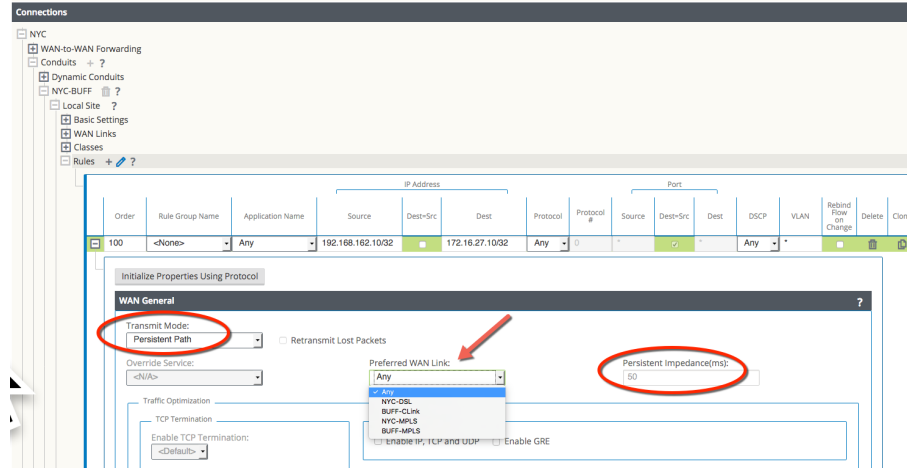 Connections
NYC
WAN-to-WAN Forwarding
Conduits + ?
Dynamic Conduits
NYC-BUFF ?
Local Site ?
Basic Settings
WAN Links
Classes
Rules + ?
IP Address Port
Order Rule Group Name Application Name Source Dest=Src Dest Protocol Protocol # Source Dest=Src Dest DSCP VLAN Rebind Flow on Change Delete Clon
100 <None> Any 192.168.162.10/32 172.16.27.10/32 Any 0 * * Any *
Initialize Properties Using Protocol
WAN General ?
Transmit Mode:
Persistent Path Retransmit Lost Packets
Override Service: Preferred WAN Link: Persistent Impedance(ms):
<N/A> Any 50
Any
NYC-DSL
BUFF-CLink
NYC-MPLS
BUFF-MPLS
Traffic Optimization
TCP Termination
Enable TCP Termination:
<Default>
Enable IP, TCP and UDP Enable GRE